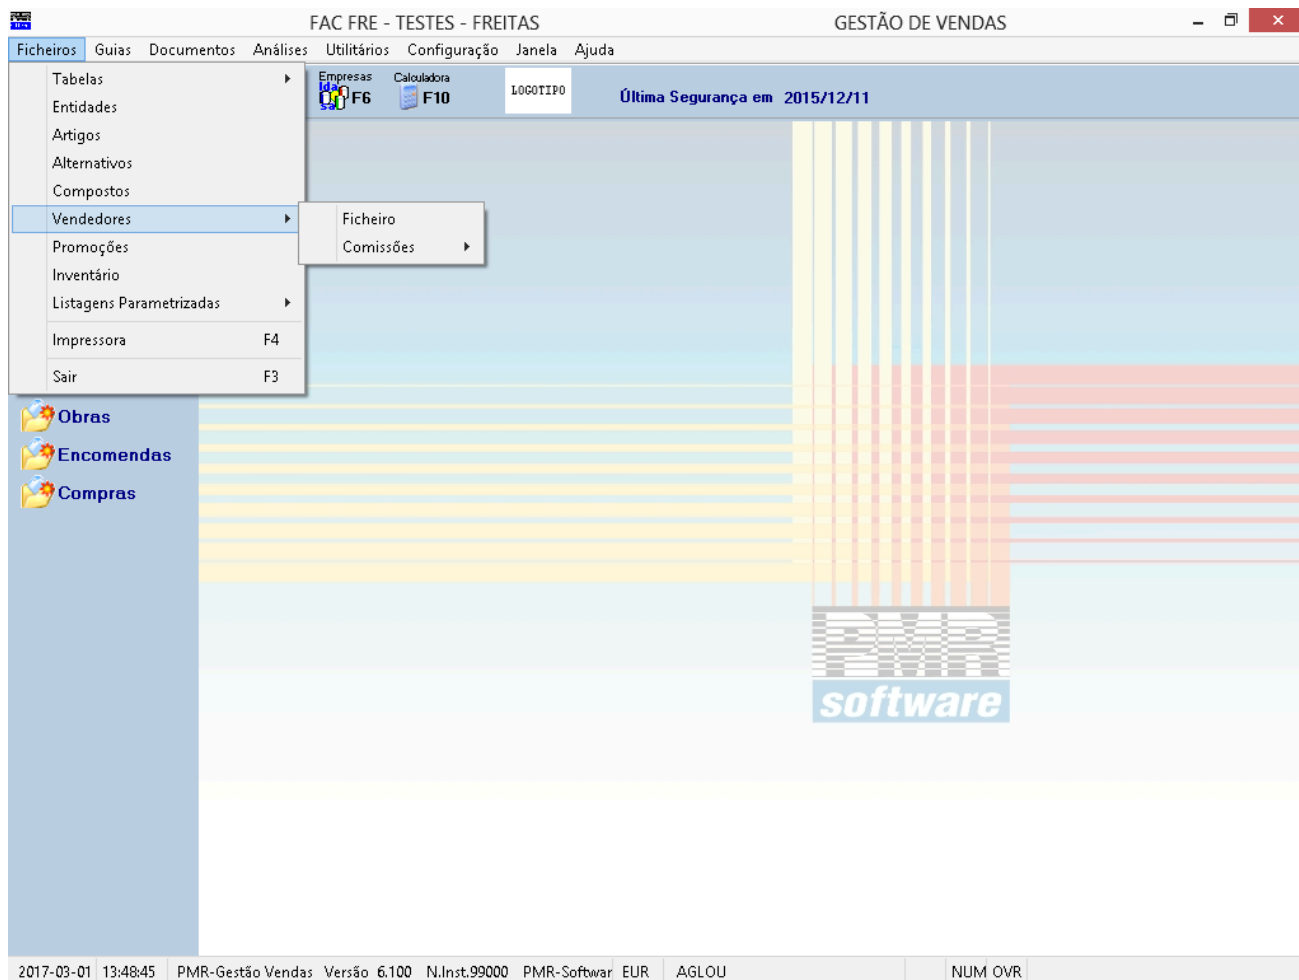 FAC FRE - TESTES - FREITAS GESTÃO DE VENDAS
Ficheiros Guias Documentos Análises Utilitários Configuração Janela Ajuda
Empresas F6 Calculadora F10 LOGOTIPO Última Segurança em 2015/12/11
Tabelas
Entidades
Artigos
Alternativos
Compostos
Vendedores
Promoções
Inventário
Listagens Parametrizadas
Impressora F4
Sair F3
Ficheiro
Comissões
Obras
Encomendas
Compras
PMR
software
2017-03-01 13:48:45 PMR-Gestão Vendas Versão 6.100 N.Inst.99000 PMR-Softwar EUR AGLOU NUM OVR